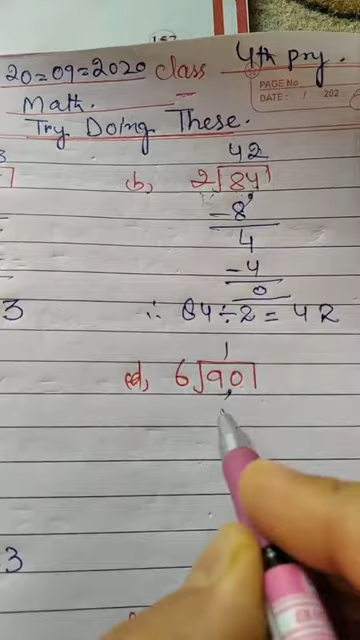 157
20=09=2020 class 4th pry.
PAGE No
DATE: / 202
Math.
Try Doing These.
42
b, 2√84
-8
4
-4
0
3
∴ 84÷2=42
1
d, 6√90
-3